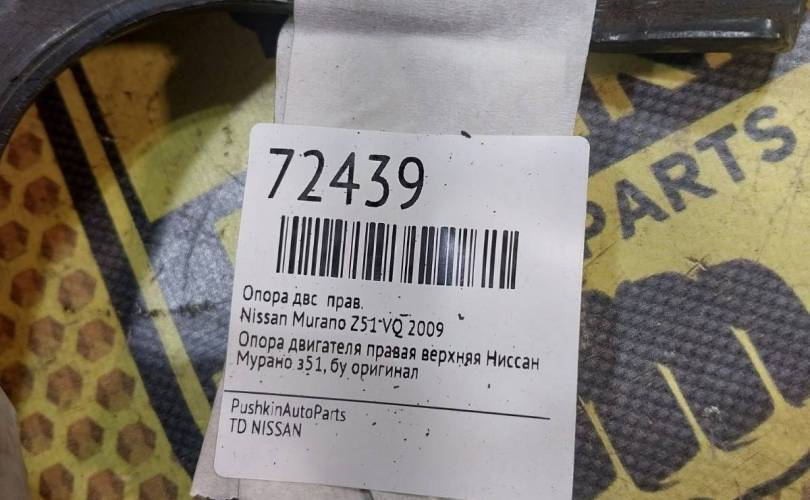 PARTS
72439
Опора двс прав.
Nissan Murano Z51 VQ 2009
Опора двигателя правая верхняя Ниссан
Мурано з51, бу оригинал
PushkinAutoParts
TD NISSAN